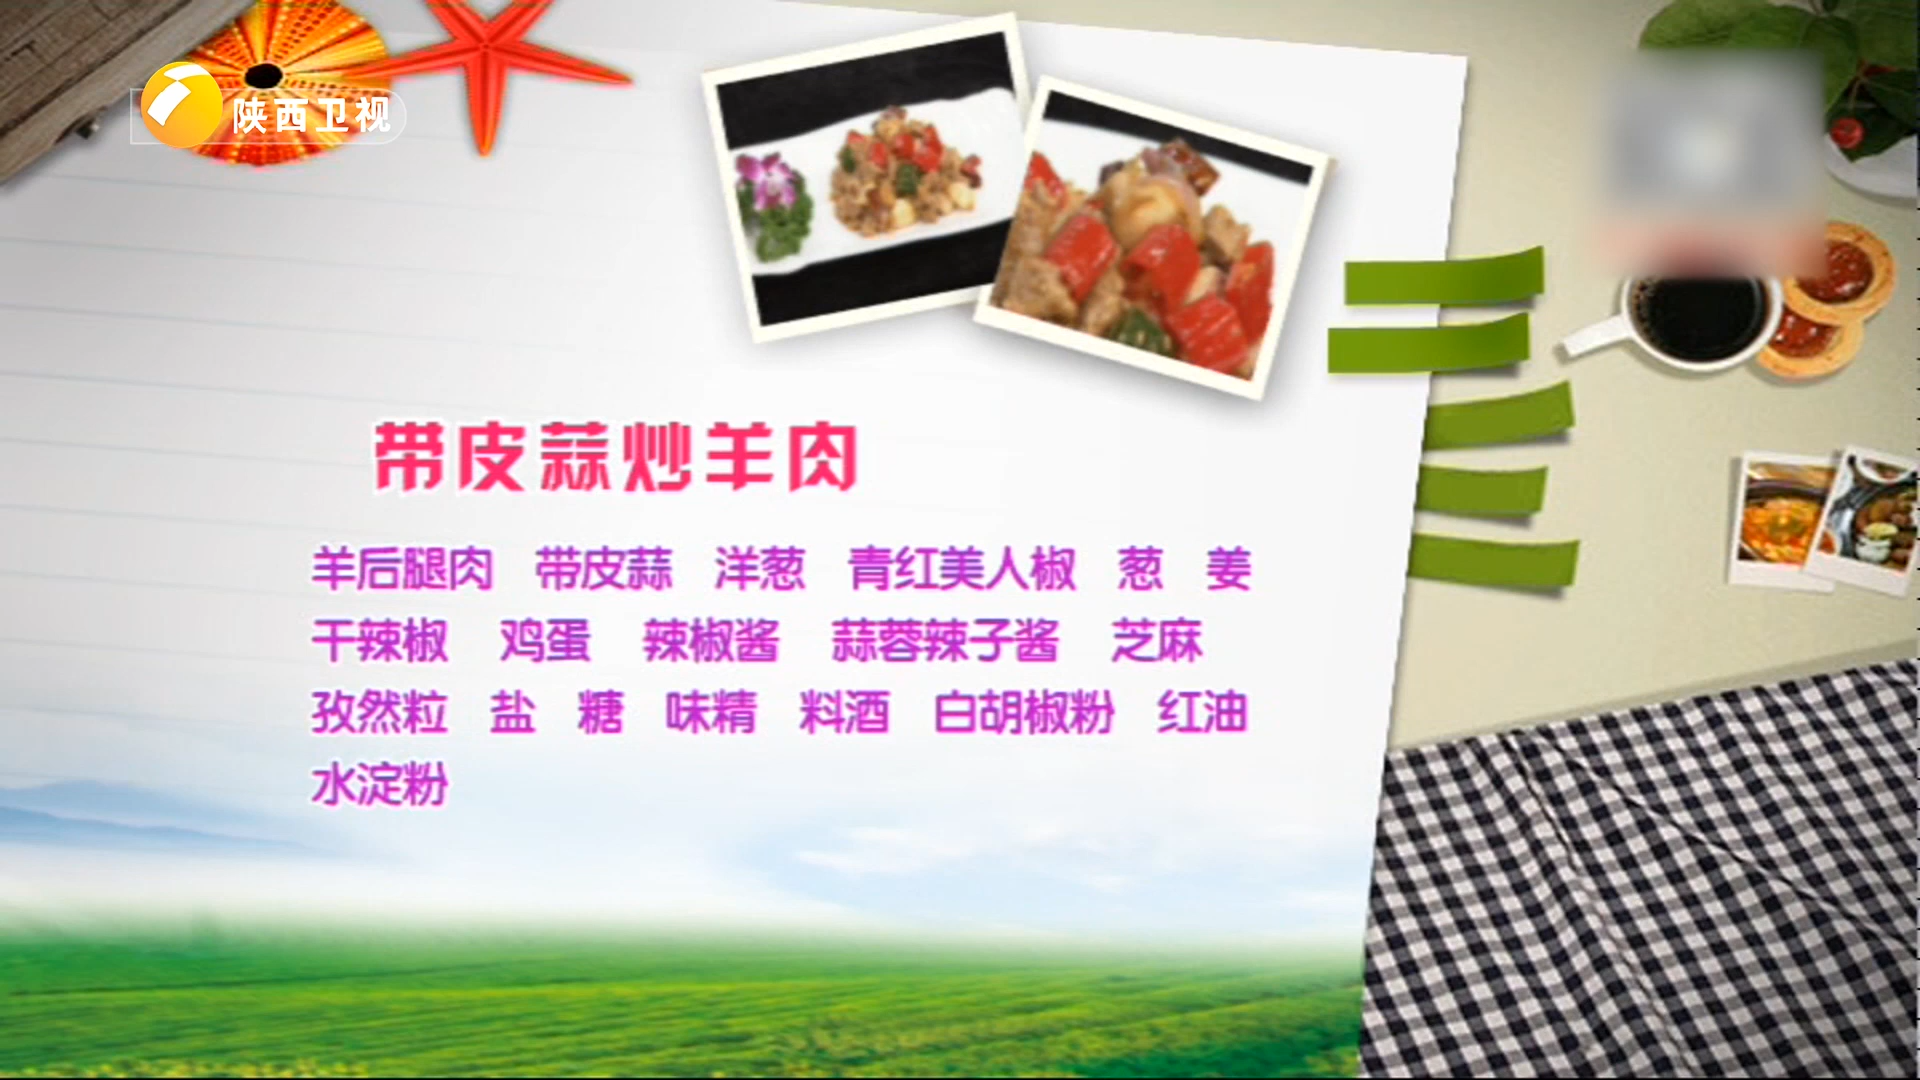 陕西卫视
带皮蒜炒羊肉
羊后腿肉 带皮蒜 洋葱 青红美人椒 葱 姜
干辣椒 鸡蛋 辣椒酱 蒜蓉辣子酱 芝麻
孜然粒 盐 糖 味精 料酒 白胡椒粉 红油
水淀粉